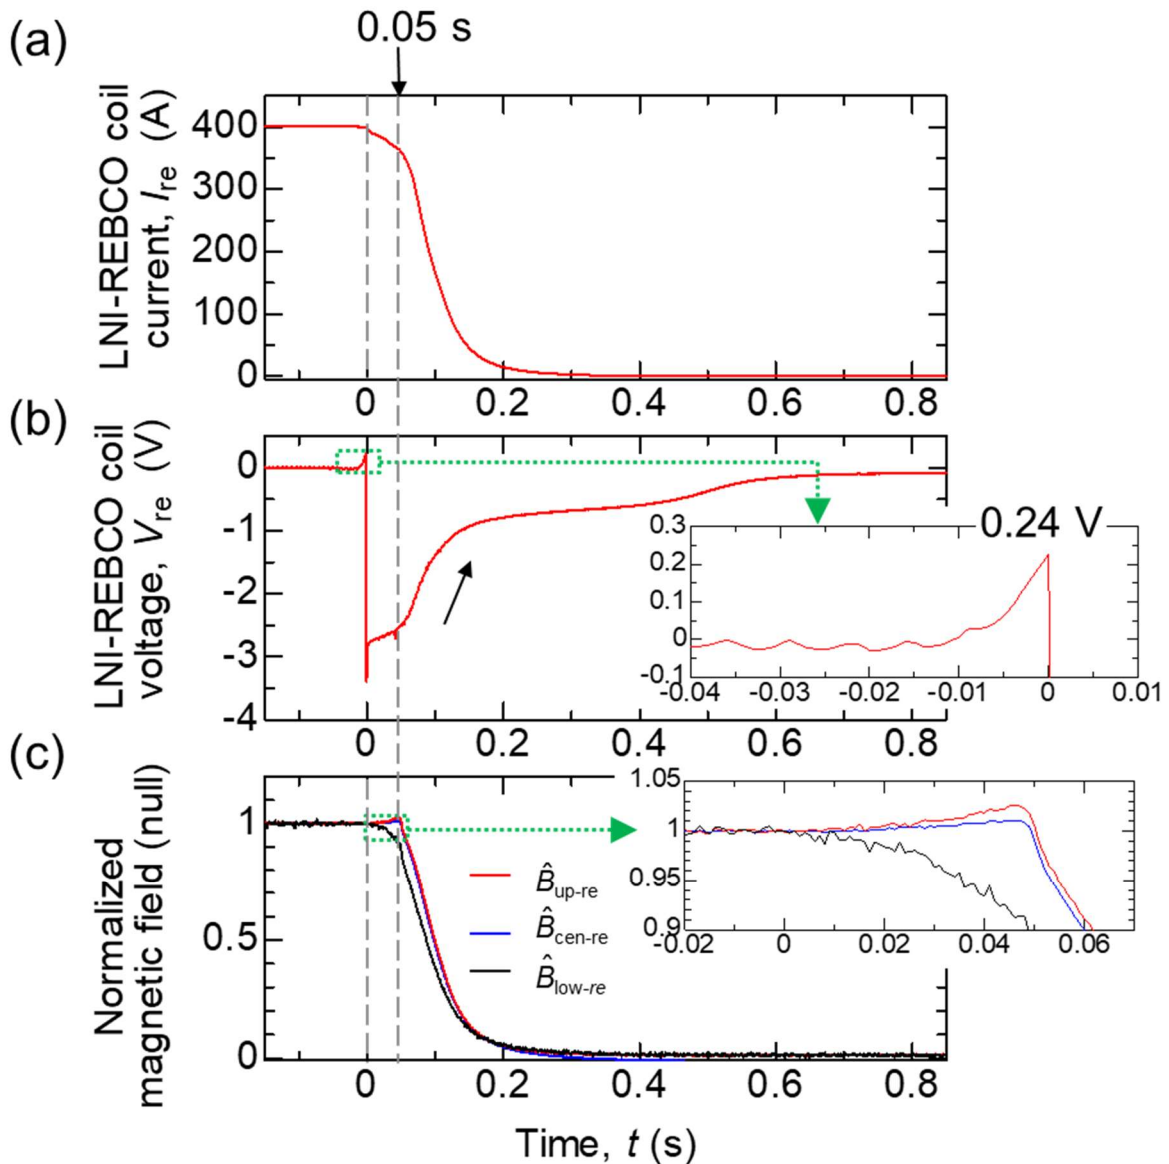 (a)
0.05 s
LNI-REBCO coil
current, Ire (A)
400
300
200
100
0
0 0.2 0.4 0.6 0.8
(b)
LNI-REBCO coil
voltage, Vre (V)
0
-1
-2
-3
-4
0 0.2 0.4 0.6 0.8
0.24 V
0.3
0.2
0.1
0
-0.1
-0.04 -0.03 -0.02 -0.01 0 0.01
(c)
Normalized
magnetic field (null)
1
0.5
0
B̂up-re
B̂cen-re
B̂low-re
1.05
1
0.95
0.9
-0.02 0 0.02 0.04 0.06
0 0.2 0.4 0.6 0.8
Time, t (s)